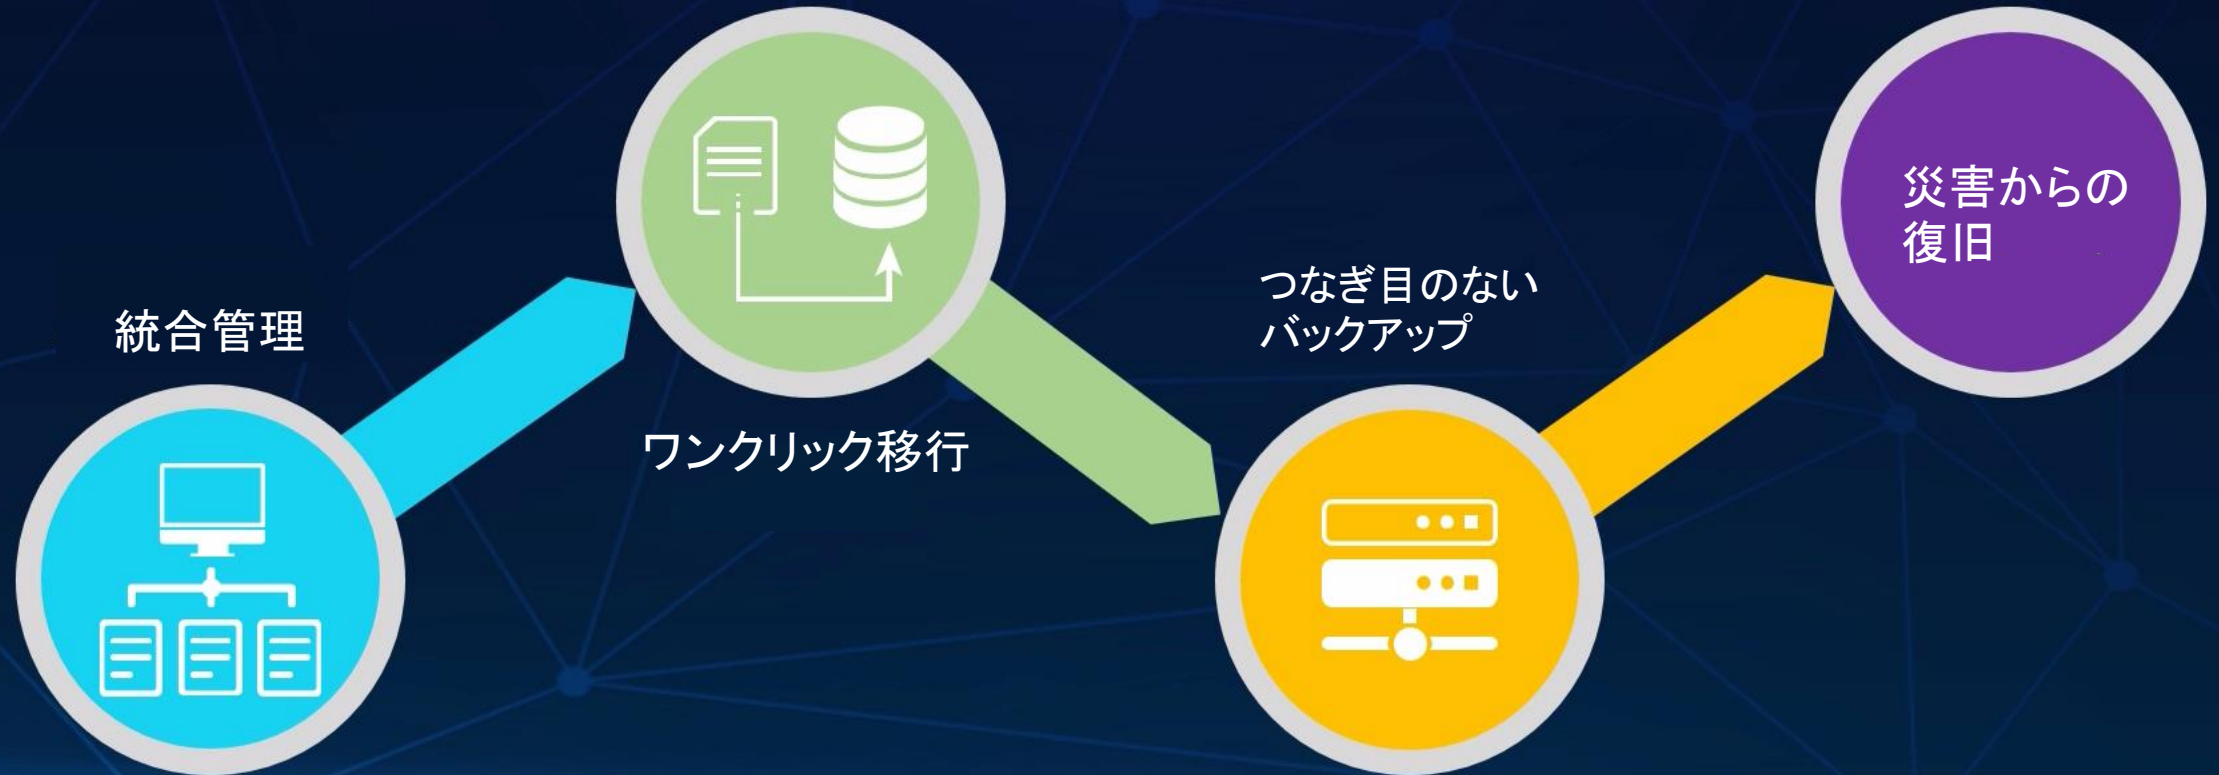 統合管理
ワンクリック移行
つなぎ目のない
バックアップ
災害からの
復旧